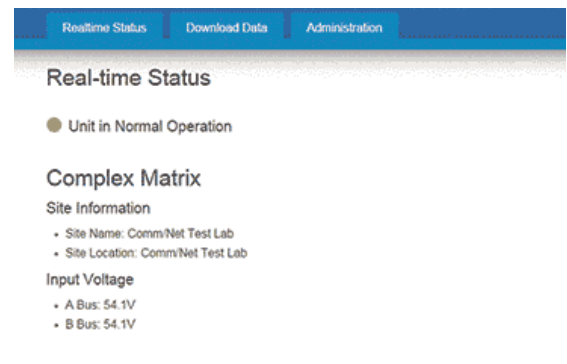 Realtime Status Download Data Administration
Real-time Status
Unit in Normal Operation
Complex Matrix
Site Information
• Site Name: Comm/Net Test Lab
• Site Location: Comm/Net Test Lab
Input Voltage
• A Bus: 54.1V
• B Bus: 54.1V